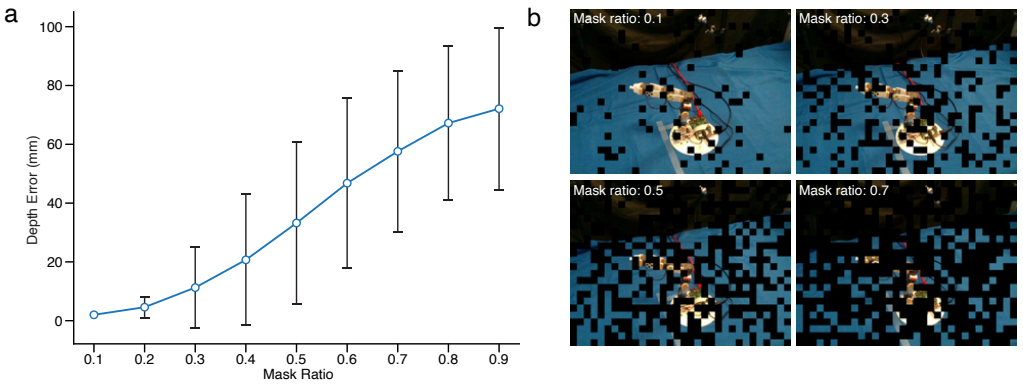 a
100
80
60
40
20
0
Depth Error (mm)
0.1 0.2 0.3 0.4 0.5 0.6 0.7 0.8 0.9
Mask Ratio
b
Mask ratio: 0.1
Mask ratio: 0.3
Mask ratio: 0.5
Mask ratio: 0.7